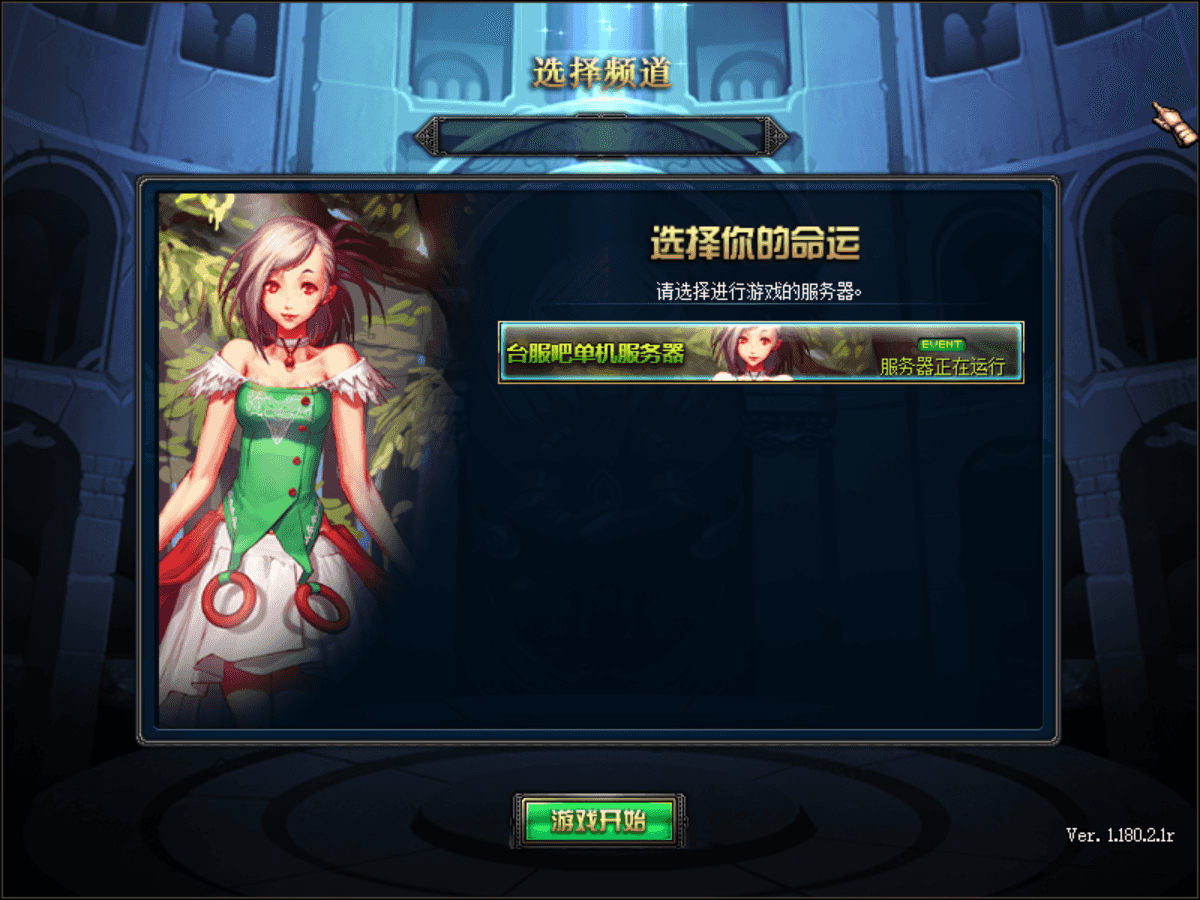 选择频道
选择你的命运
请选择进行游戏的服务器。
台服吧单机服务器
EVENT
服务器正在运行
游戏开始
Ver. 1.180.2.1r